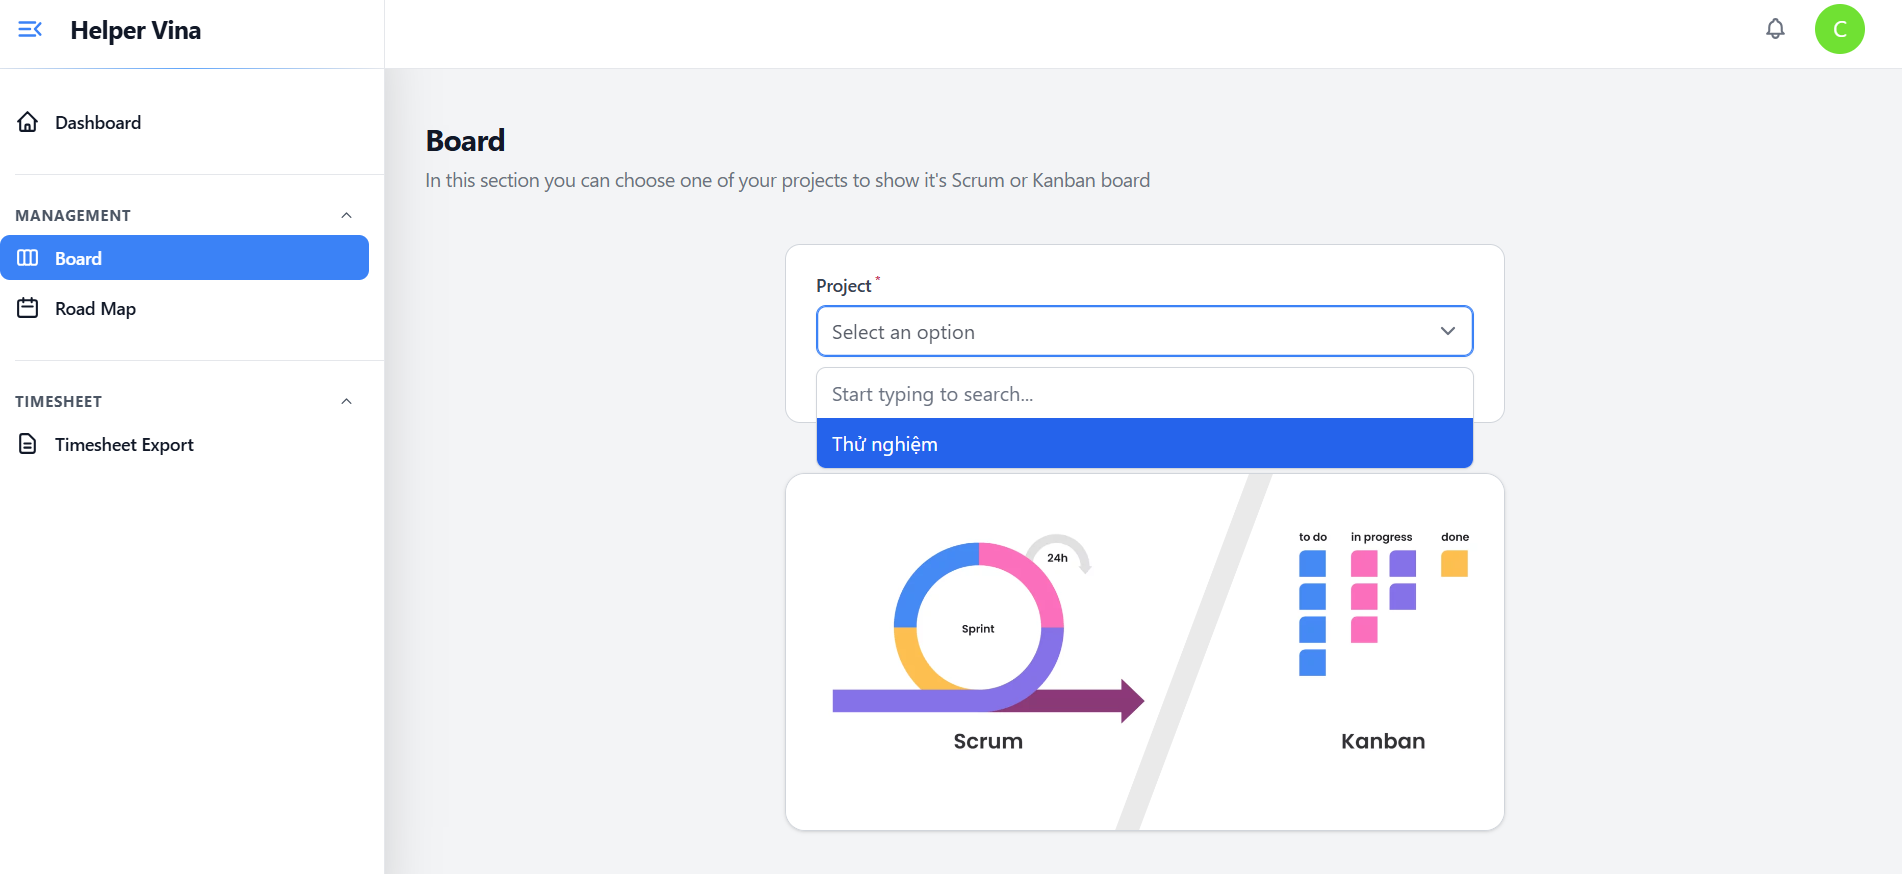 Helper Vina
C
Dashboard
MANAGEMENT
Board
Road Map
TIMESHEET
Timesheet Export
Board
In this section you can choose one of your projects to show it's Scrum or Kanban board
Project*
Select an option
Start typing to search...
Thử nghiệm
24h
Sprint
Scrum
to do in progress done
Kanban